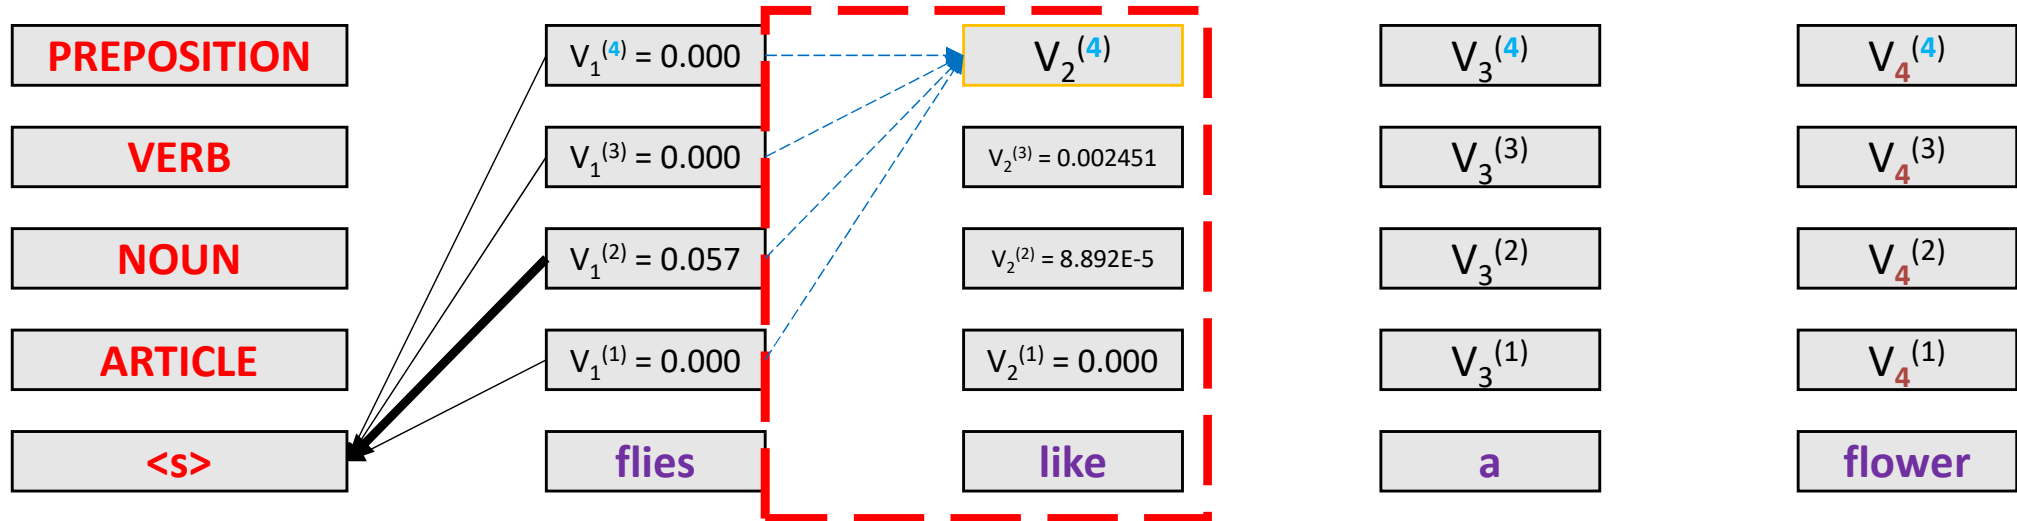 PREPOSITION V₁⁽⁴⁾ = 0.000 V₂⁽⁴⁾ V₃⁽⁴⁾ V₄⁽⁴⁾
VERB V₁⁽³⁾ = 0.000 V₂⁽³⁾ = 0.002451 V₃⁽³⁾ V₄⁽³⁾
NOUN V₁⁽²⁾ = 0.057 V₂⁽²⁾ = 8.892E-5 V₃⁽²⁾ V₄⁽²⁾
ARTICLE V₁⁽¹⁾ = 0.000 V₂⁽¹⁾ = 0.000 V₃⁽¹⁾ V₄⁽¹⁾
<s> flies like a flower